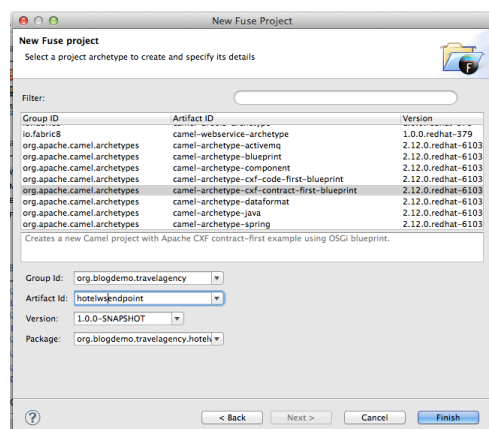 New Fuse Project
New Fuse project
Select a project archetype to create and specify its details
Filter:
Group ID Artifact ID Version
io.fabric8 camel-webservice-archetype 1.0.0.redhat-379
org.apache.camel.archetypes camel-archetype-activemq 2.12.0.redhat-6103
org.apache.camel.archetypes camel-archetype-blueprint 2.12.0.redhat-6103
org.apache.camel.archetypes camel-archetype-component 2.12.0.redhat-6103
org.apache.camel.archetypes camel-archetype-cxf-code-first-blueprint 2.12.0.redhat-6103
org.apache.camel.archetypes camel-archetype-cxf-contract-first-blueprint 2.12.0.redhat-6103
org.apache.camel.archetypes camel-archetype-dataformat 2.12.0.redhat-6103
org.apache.camel.archetypes camel-archetype-java 2.12.0.redhat-6103
org.apache.camel.archetypes camel-archetype-spring 2.12.0.redhat-6103
Creates a new Camel project with Apache CXF contract-first example using OSGi blueprint.
Group Id: org.blogdemo.travelagency
Artifact Id: hotelwsendpoint
Version: 1.0.0-SNAPSHOT
Package: org.blogdemo.travelagency.hotelw
? < Back Next > Cancel Finish